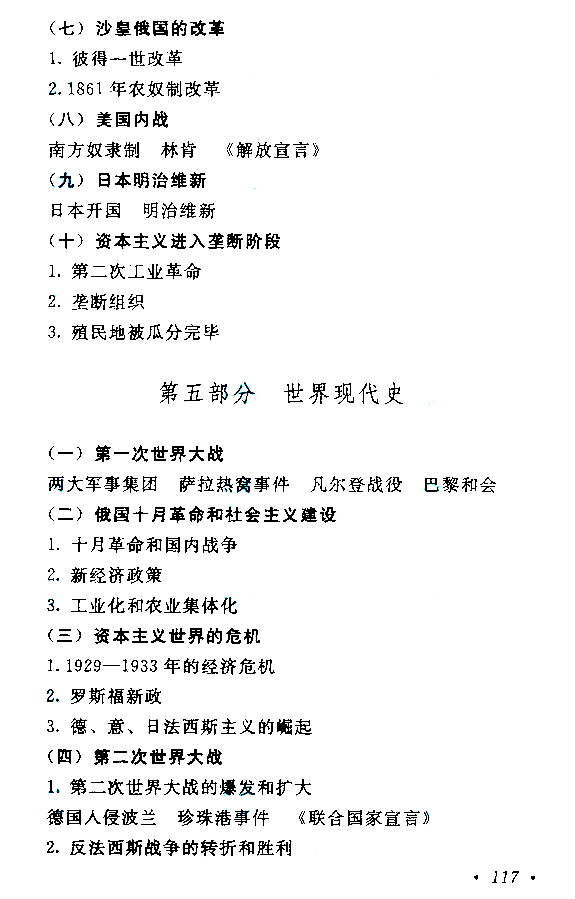 （七）沙皇俄国的改革
1. 彼得一世改革
2.1861年农奴制改革
（八）美国内战
南方奴隶制　林肯　《解放宣言》
（九）日本明治维新
日本开国　明治维新
（十）资本主义进入垄断阶段
1. 第二次工业革命
2. 垄断组织
3. 殖民地被瓜分完毕
第五部分　世界现代史
（一）第一次世界大战
两大军事集团　萨拉热窝事件　凡尔登战役　巴黎和会
（二）俄国十月革命和社会主义建设
1. 十月革命和国内战争
2. 新经济政策
3. 工业化和农业集体化
（三）资本主义世界的危机
1.1929—1933年的经济危机
2. 罗斯福新政
3. 德、意、日法西斯主义的崛起
（四）第二次世界大战
1. 第二次世界大战的爆发和扩大
德国入侵波兰　珍珠港事件　《联合国家宣言》
2. 反法西斯战争的转折和胜利
· 117 ·